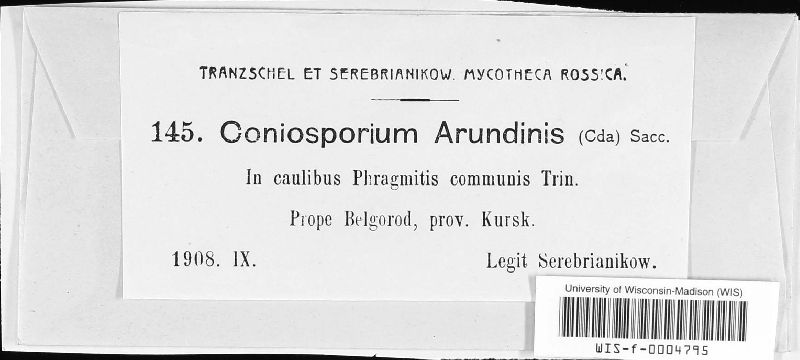 TRANZSCHEL ET SEREBRIANIKOW. MYCOTHECA ROSSICA.
145. Coniosporium Arundinis (Cda) Sacc.
In caulibus Phragmitis communis Trin.
Prope Belgorod, prov. Kursk.
1908. IX. Legit Serebrianikow.
University of Wisconsin-Madison (WIS)
WIS-f-0004795